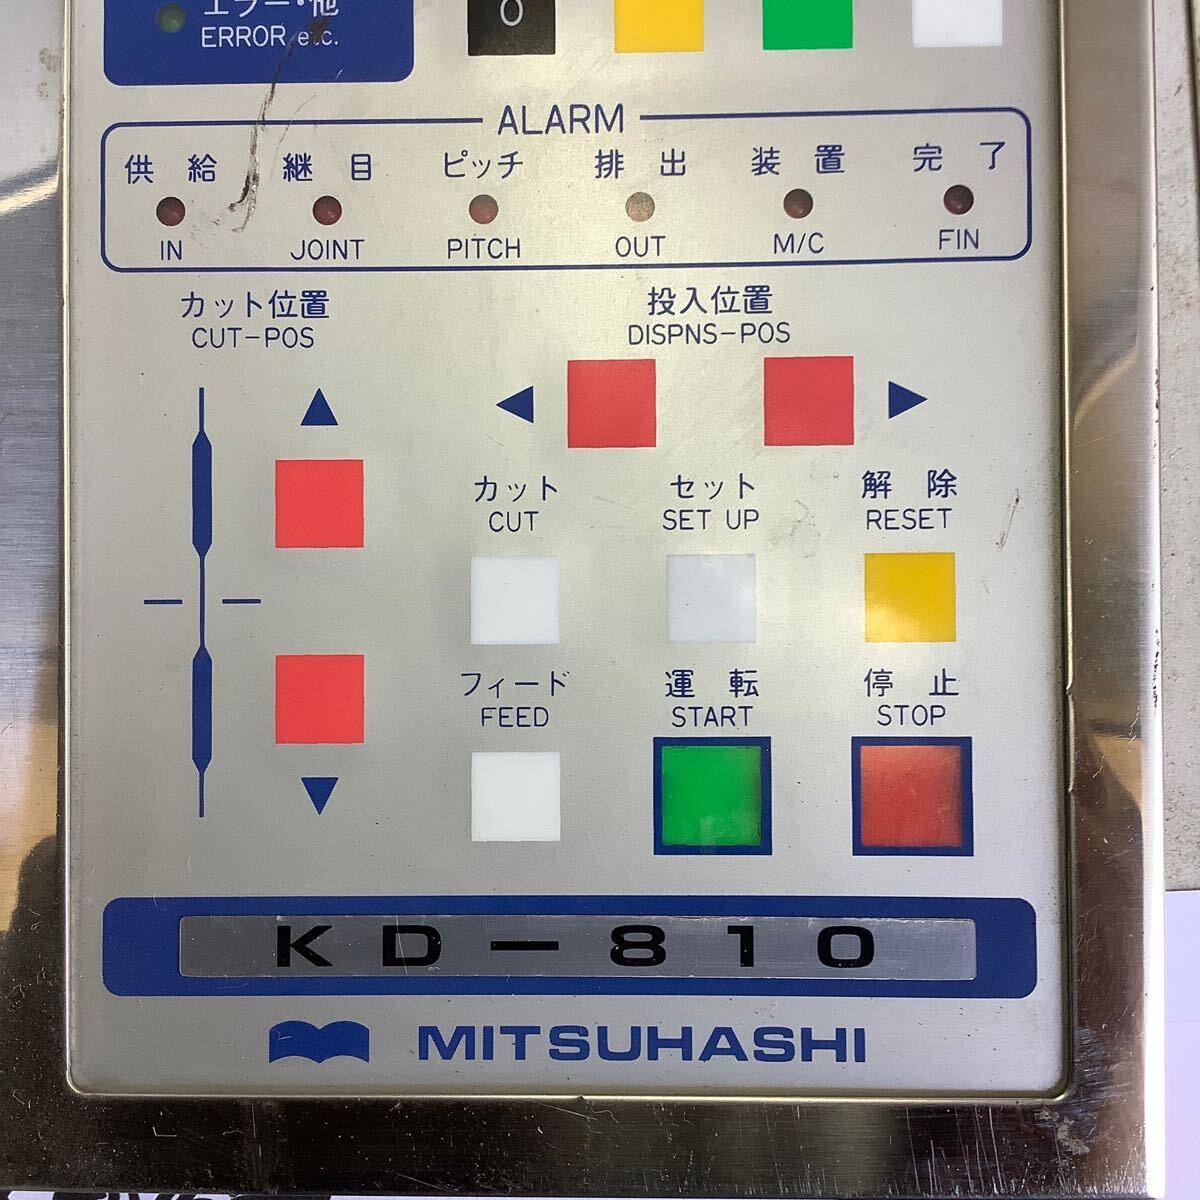 エラー・他
ERROR etc.
0
ALARM
供給 継目 ピッチ 排出 装置 完了
IN JOINT PITCH OUT M/C FIN
カット位置 投入位置
CUT-POS DISPNS-POS
カット セット 解除
CUT SET UP RESET
フィード 運転 停止
FEED START STOP
KD-810
MITSUHASHI